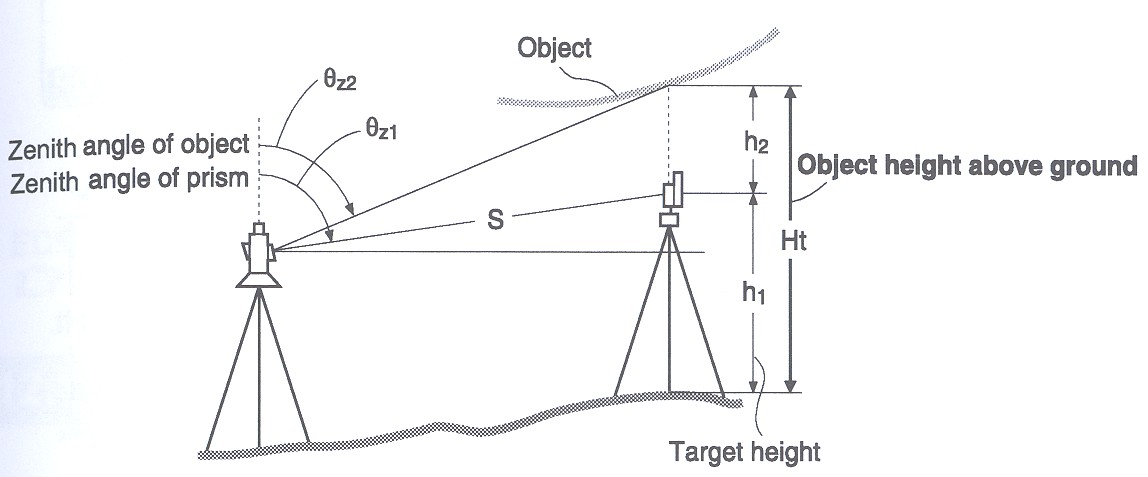 Object
θz2
θz1
Zenith angle of object
Zenith angle of prism
h2
Object height above ground
S
Ht
h1
Target height